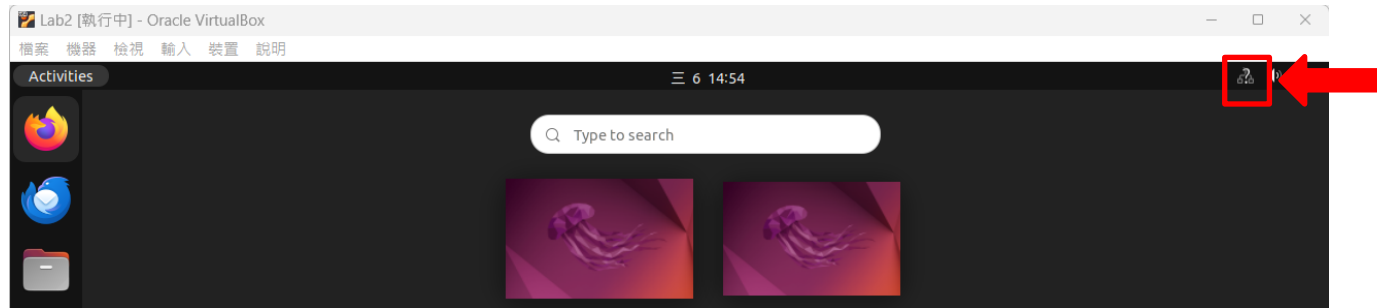 Lab2 [執行中] - Oracle VirtualBox
檔案 機器 檢視 輸入 裝置 說明
Activities 三 6 14:54
Type to search